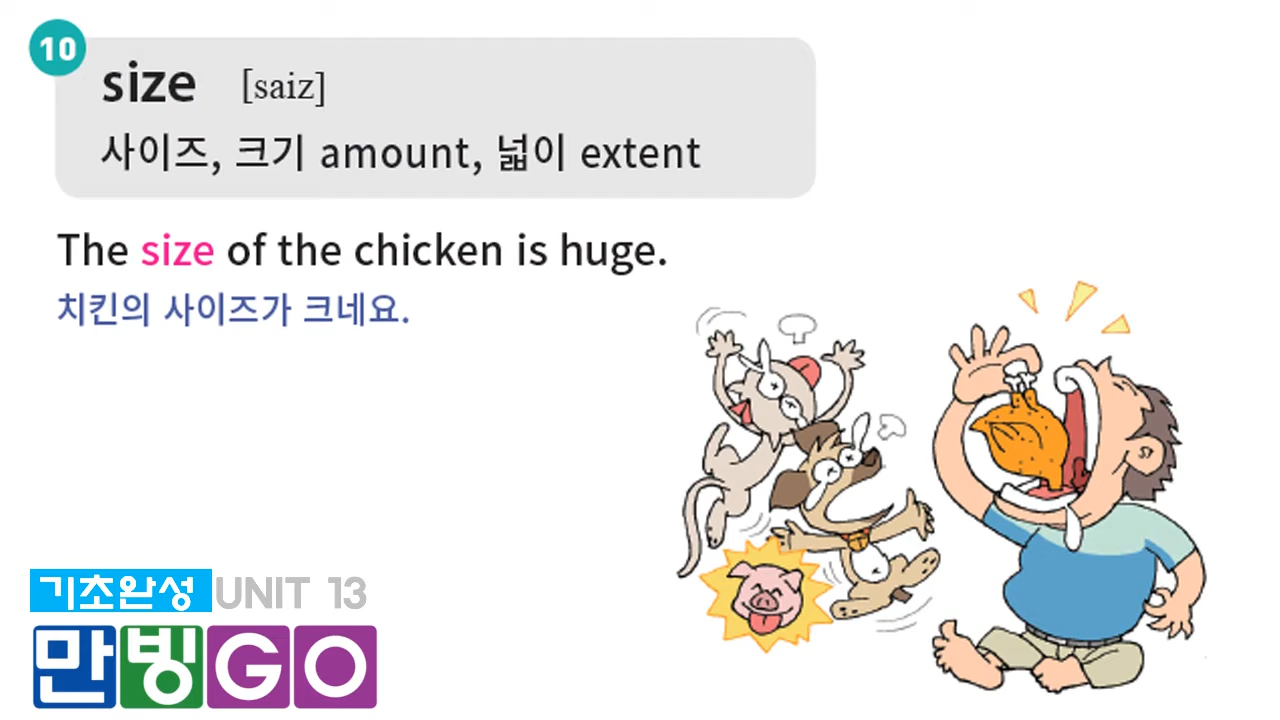 10
size [saiz]
사이즈, 크기 amount, 넓이 extent
The size of the chicken is huge.
치킨의 사이즈가 크네요.
기초완성 UNIT 13
만빙GO